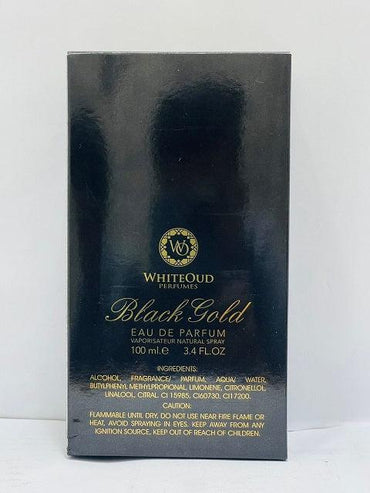 WO
WHITEOUD
PERFUMES
Black Gold
EAU DE PARFUM
VAPORISATEUR NATURAL SPRAY
100 ml.e 3.4 FL.OZ
INGREDIENTS:
ALCOHOL, FRAGRANCE/ PARFUM, AQUA/ WATER,
BUTYLPHENYL METHYLPROPIONAL, LIMONENE, CITRONELLOL,
LINALOOL, CITRAL. CI 15985, CI60730, CI17200.
CAUTION:
FLAMMABLE UNTIL DRY. DO NOT USE NEAR FIRE FLAME OR
HEAT, AVOID SPRAYING IN EYES. KEEP AWAY FROM ANY
IGNITION SOURCE, KEEP OUT OF REACH OF CHILDREN.